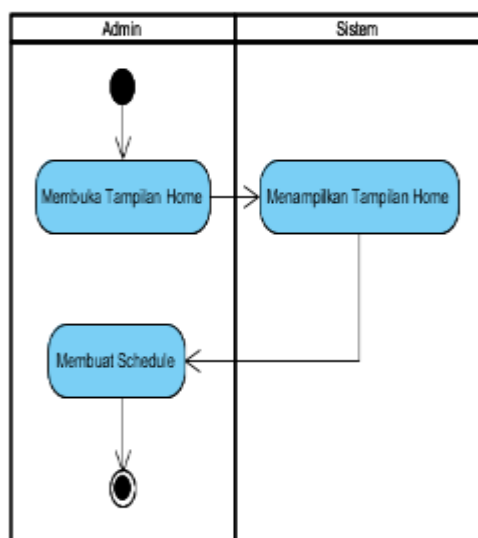 Admin
Sistem
Membuka Tampilan Home
Menampilkan Tampilan Home
Membuat Schedule